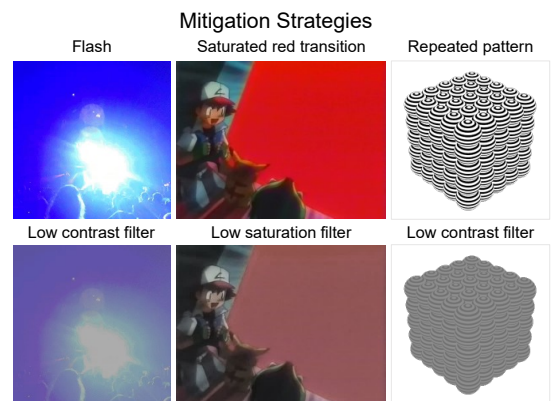 Mitigation Strategies
Flash
Saturated red transition
Repeated pattern
Low contrast filter
Low saturation filter
Low contrast filter